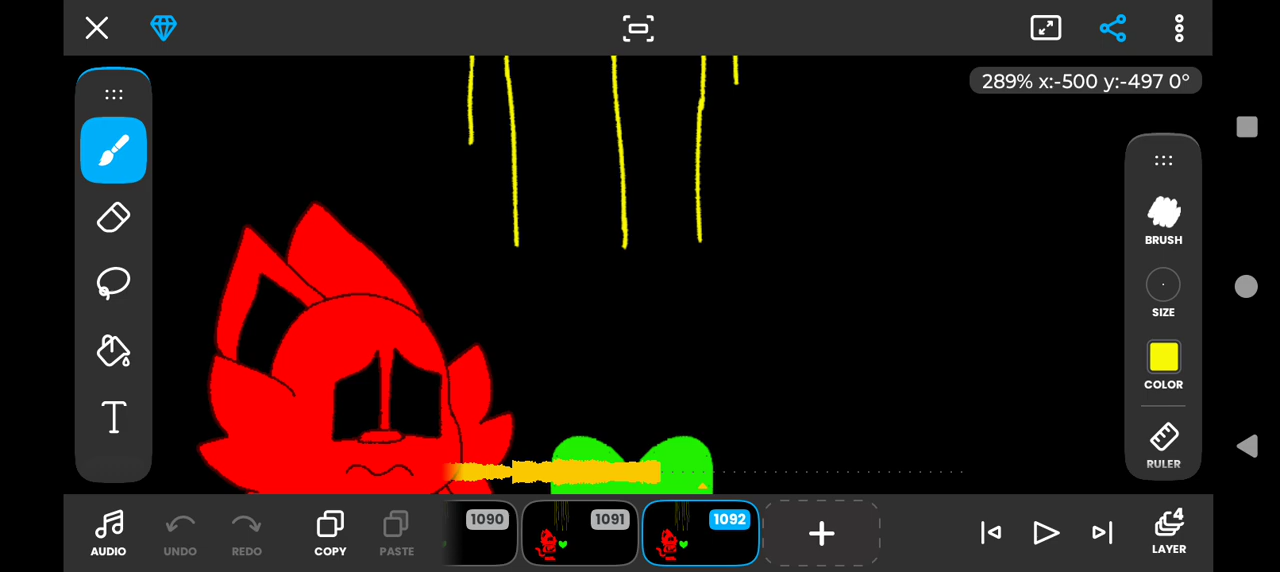 289% x:-500 y:-497 0°
BRUSH
SIZE
COLOR
RULER
T
1090
1091
1092
+
4
AUDIO
UNDO
REDO
COPY
PASTE
LAYER